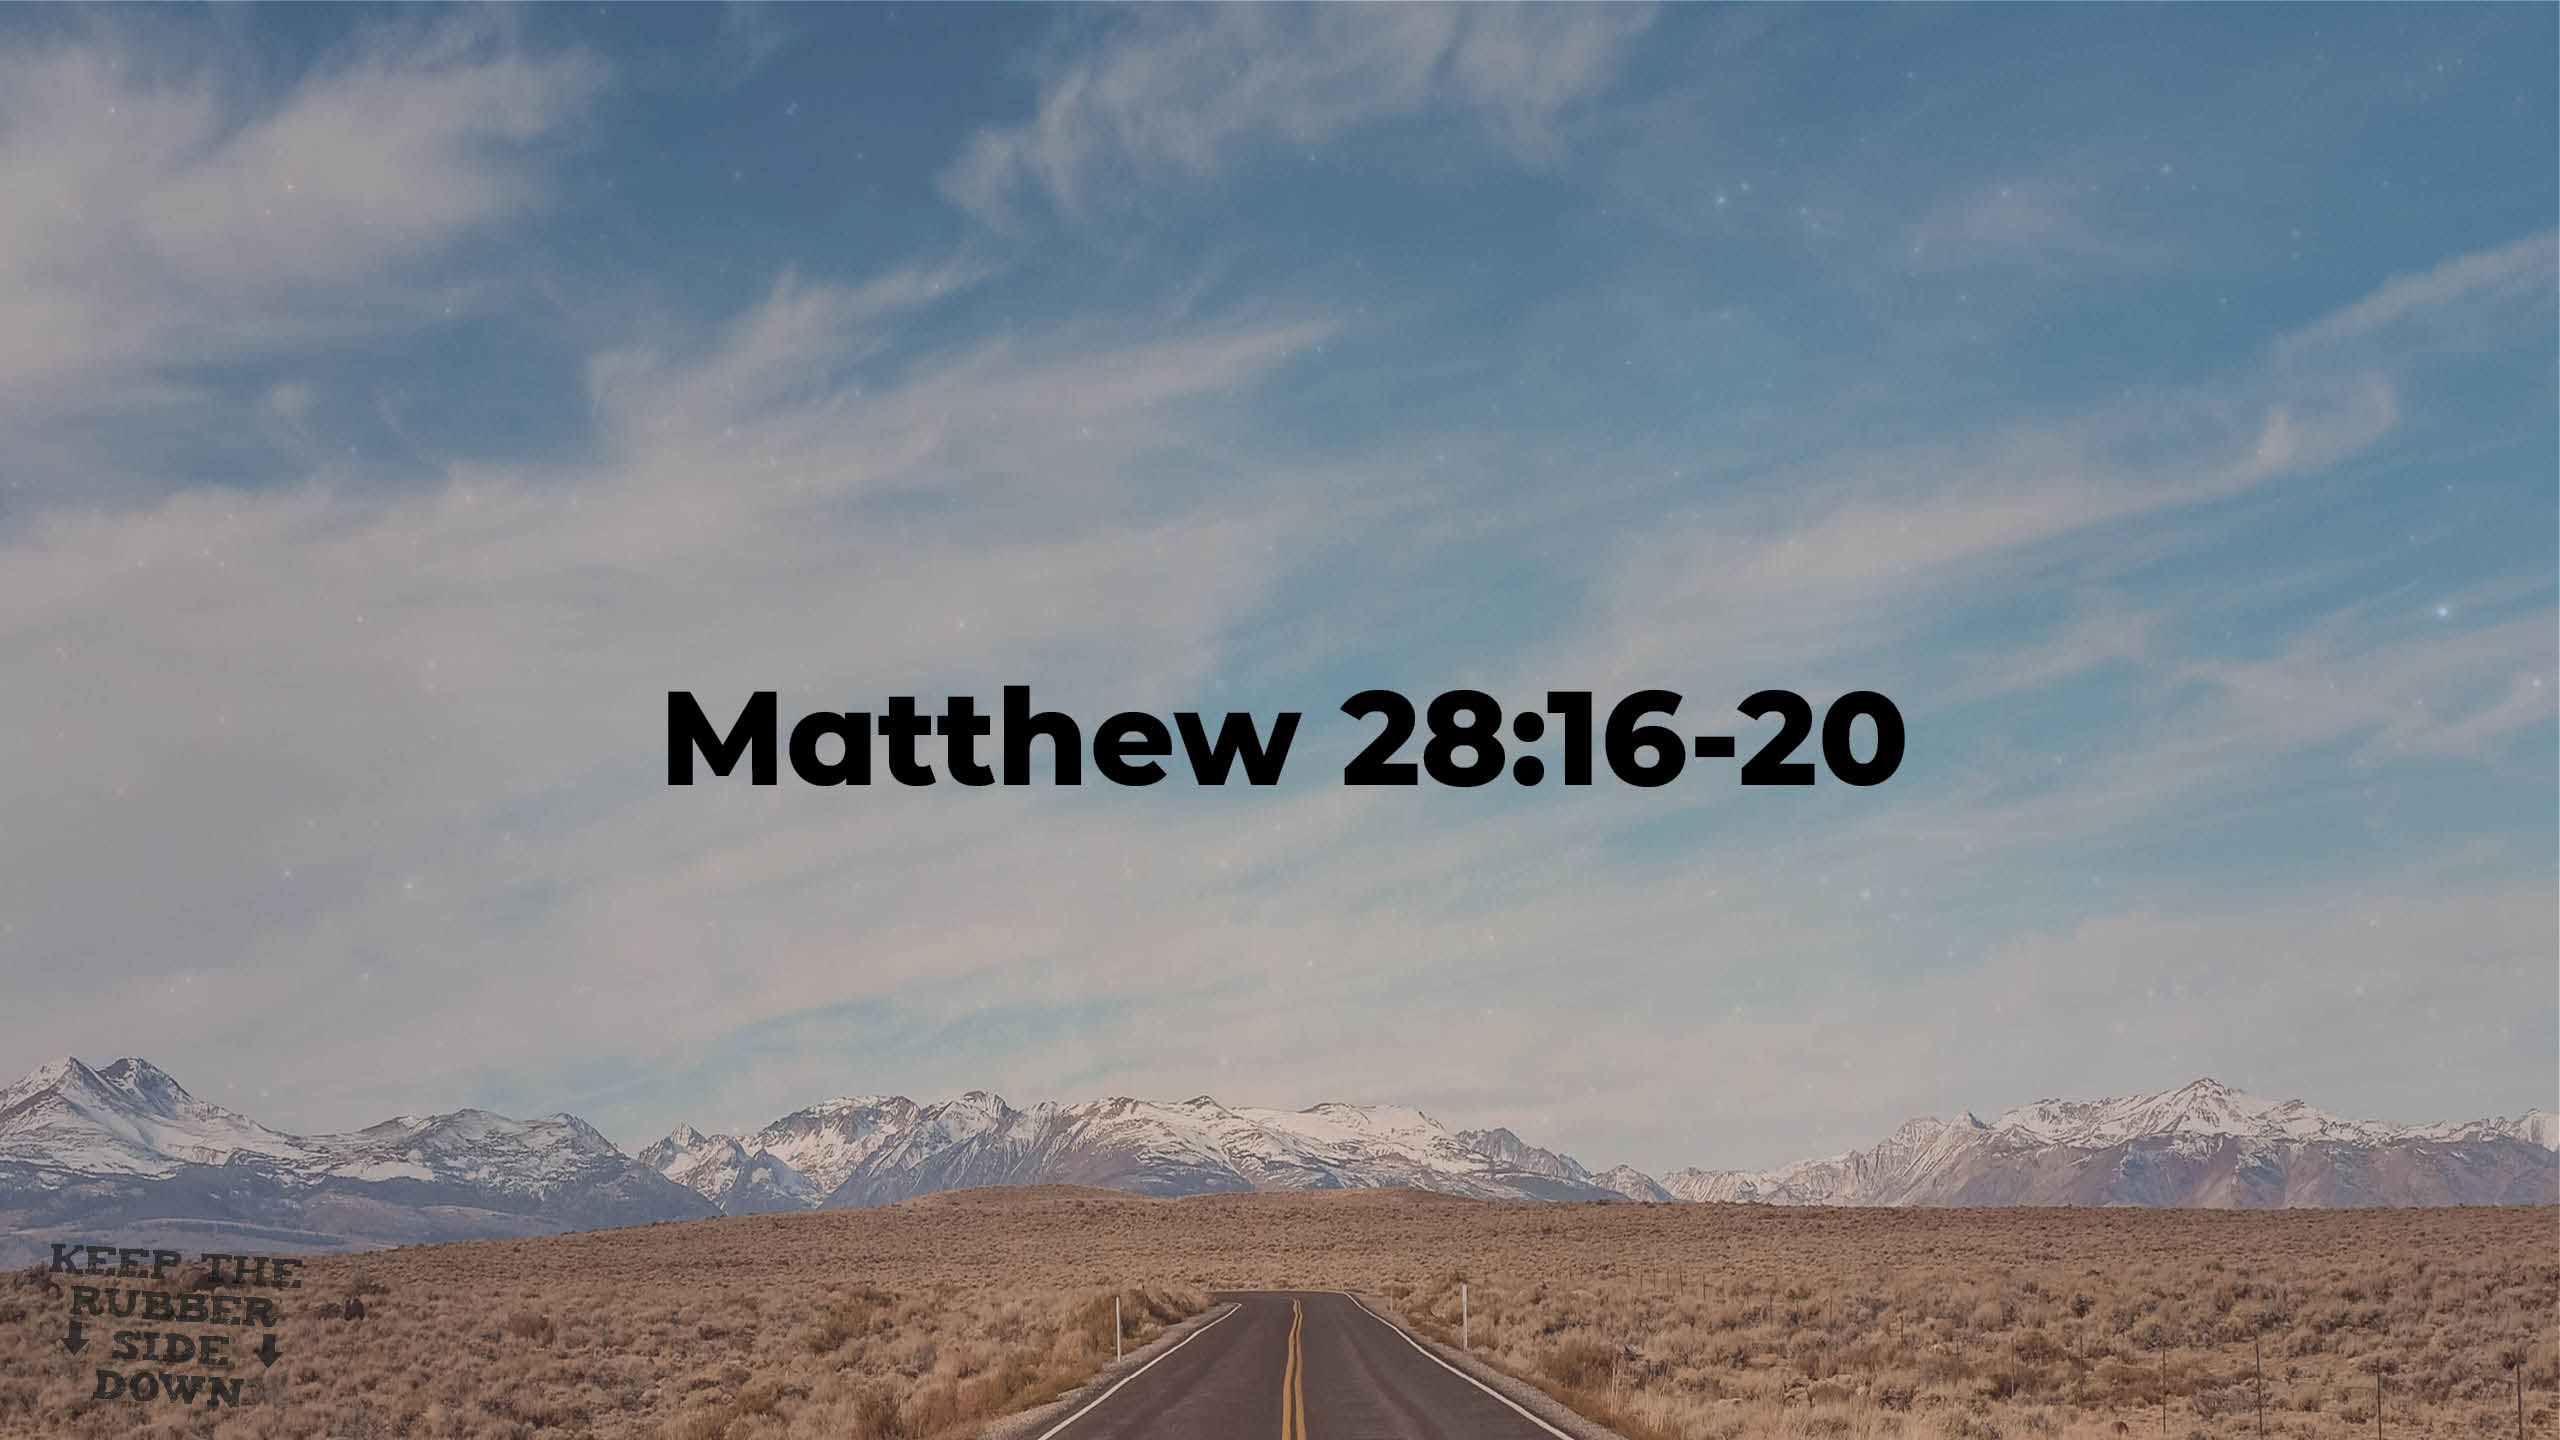 Matthew 28:16-20
KEEP THE
RUBBER
SIDE
DOWN